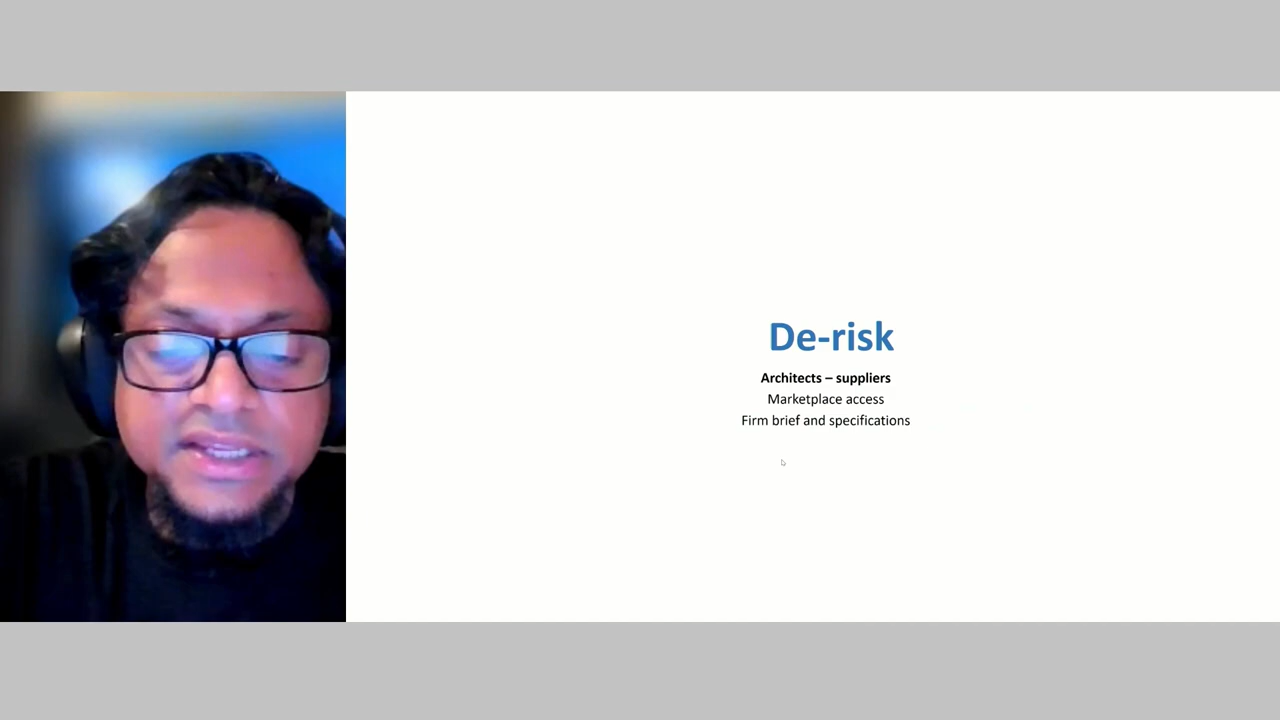 De-risk
Architects – suppliers
Marketplace access
Firm brief and specifications